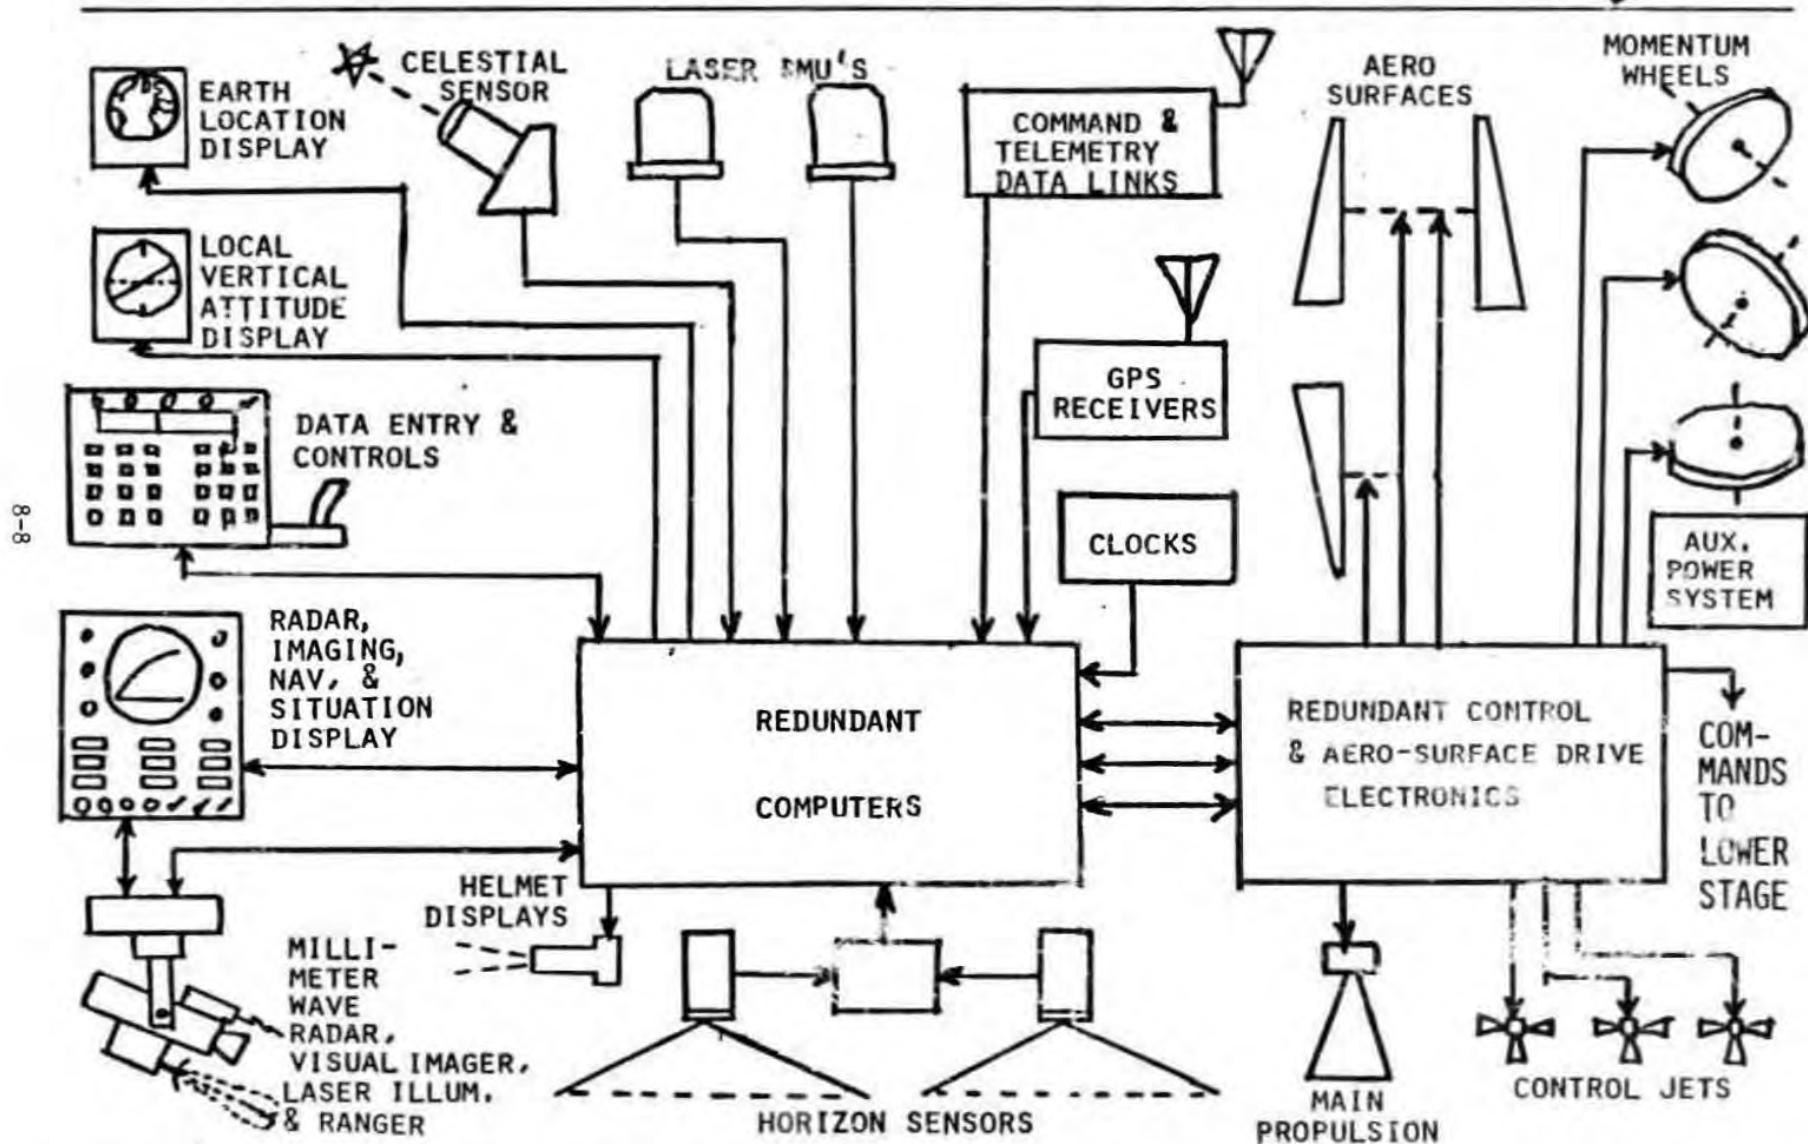 EARTH
LOCATION
DISPLAY
CELESTIAL
SENSOR
LASER
COMMAND &
TELEMETRY
DATA LINKS
AERO
SURFACES
MOMENTUM
WHEELS
LOCAL
VERTICAL
ATTITUDE
DISPLAY
GPS
RECEIVERS
DATA ENTRY &
CONTROLS
CLOCKS
AUX.
POWER
SYSTEM
8-8
RADAR,
IMAGING,
NAV, &
SITUATION
DISPLAY
REDUNDANT
COMPUTERS
REDUNDANT CONTROL
& AERO-SURFACE DRIVE
ELECTRONICS
COM-
MANDS
TO
LOWER
STAGE
HELMET
DISPLAYS
MILLI-
METER
WAVE
RADAR,
VISUAL IMAGER,
LASER ILLUM.
& RANGER
HORIZON SENSORS
MAIN
PROPULSION
CONTROL JETS